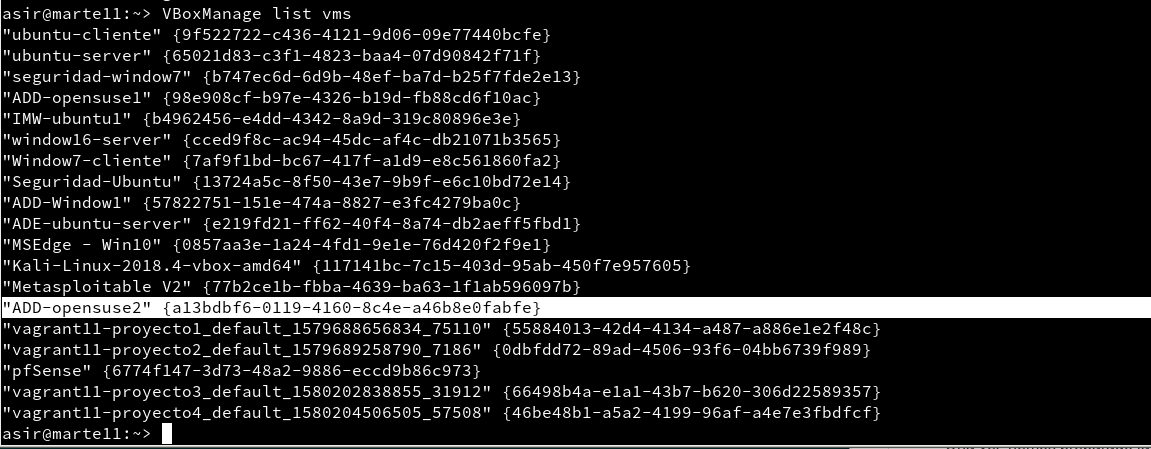 asir@marte11:~> VBoxManage list vms
"ubuntu-cliente" {9f522722-c436-4121-9d06-09e77440bcfe}
"ubuntu-server" {65021d83-c3f1-4823-baa4-07d90842f71f}
"seguridad-window7" {b747ec6d-6d9b-48ef-ba7d-b25f7fde2e13}
"ADD-opensuse1" {98e908cf-b97e-4326-b19d-fb88cd6f10ac}
"IMW-ubuntu1" {b4962456-e4dd-4342-8a9d-319c80896e3e}
"window16-server" {cced9f8c-ac94-45dc-af4c-db21071b3565}
"Window7-cliente" {7af9f1bd-bc67-417f-a1d9-e8c561860fa2}
"Seguridad-Ubuntu" {13724a5c-8f50-43e7-9b9f-e6c10bd72e14}
"ADD-Window1" {57822751-151e-474a-8827-e3fc4279ba0c}
"ADE-ubuntu-server" {e219fd21-ff62-40f4-8a74-db2aeff5fbd1}
"MSEdge - Win10" {0857aa3e-1a24-4fd1-9e1e-76d420f2f9e1}
"Kali-Linux-2018.4-vbox-amd64" {117141bc-7c15-403d-95ab-450f7e957605}
"Metasploitable V2" {77b2ce1b-fbba-4639-ba63-1f1ab596097b}
"ADD-opensuse2" {a13bdbf6-0119-4160-8c4e-a46b8e0fabfe}
"vagrant11-proyecto1_default_1579688656834_75110" {55884013-42d4-4134-a487-a886e1e2f48c}
"vagrant11-proyecto2_default_1579689258790_7186" {0dbfdd72-89ad-4506-93f6-04bb6739f989}
"pfSense" {6774f147-3d73-48a2-9886-eccd9b86c973}
"vagrant11-proyecto3_default_1580202838855_31912" {66498b4a-e1a1-43b7-b620-306d22589357}
"vagrant11-proyecto4_default_1580204506505_57508" {46be48b1-a5a2-4199-96af-a4e7e3fbdfcf}
asir@marte11:~>